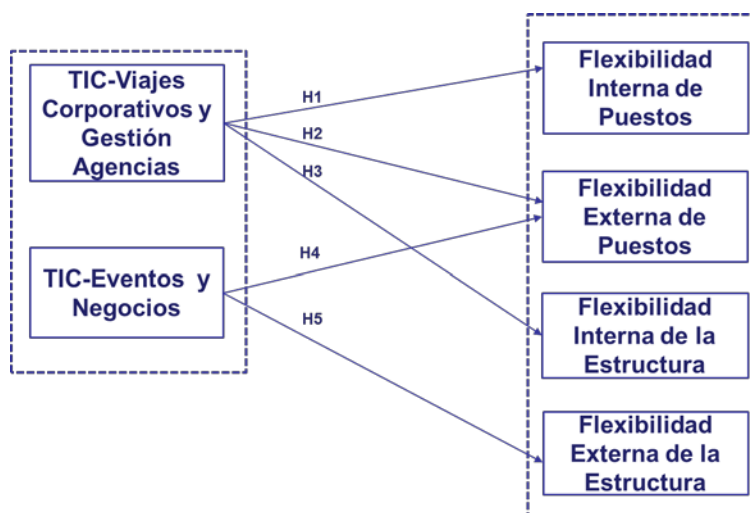 TIC-Viajes
Corporativos y
Gestión
Agencias
TIC-Eventos y
Negocios
H1
H2
H3
H4
H5
Flexibilidad
Interna de
Puestos
Flexibilidad
Externa de
Puestos
Flexibilidad
Interna de la
Estructura
Flexibilidad
Externa de la
Estructura